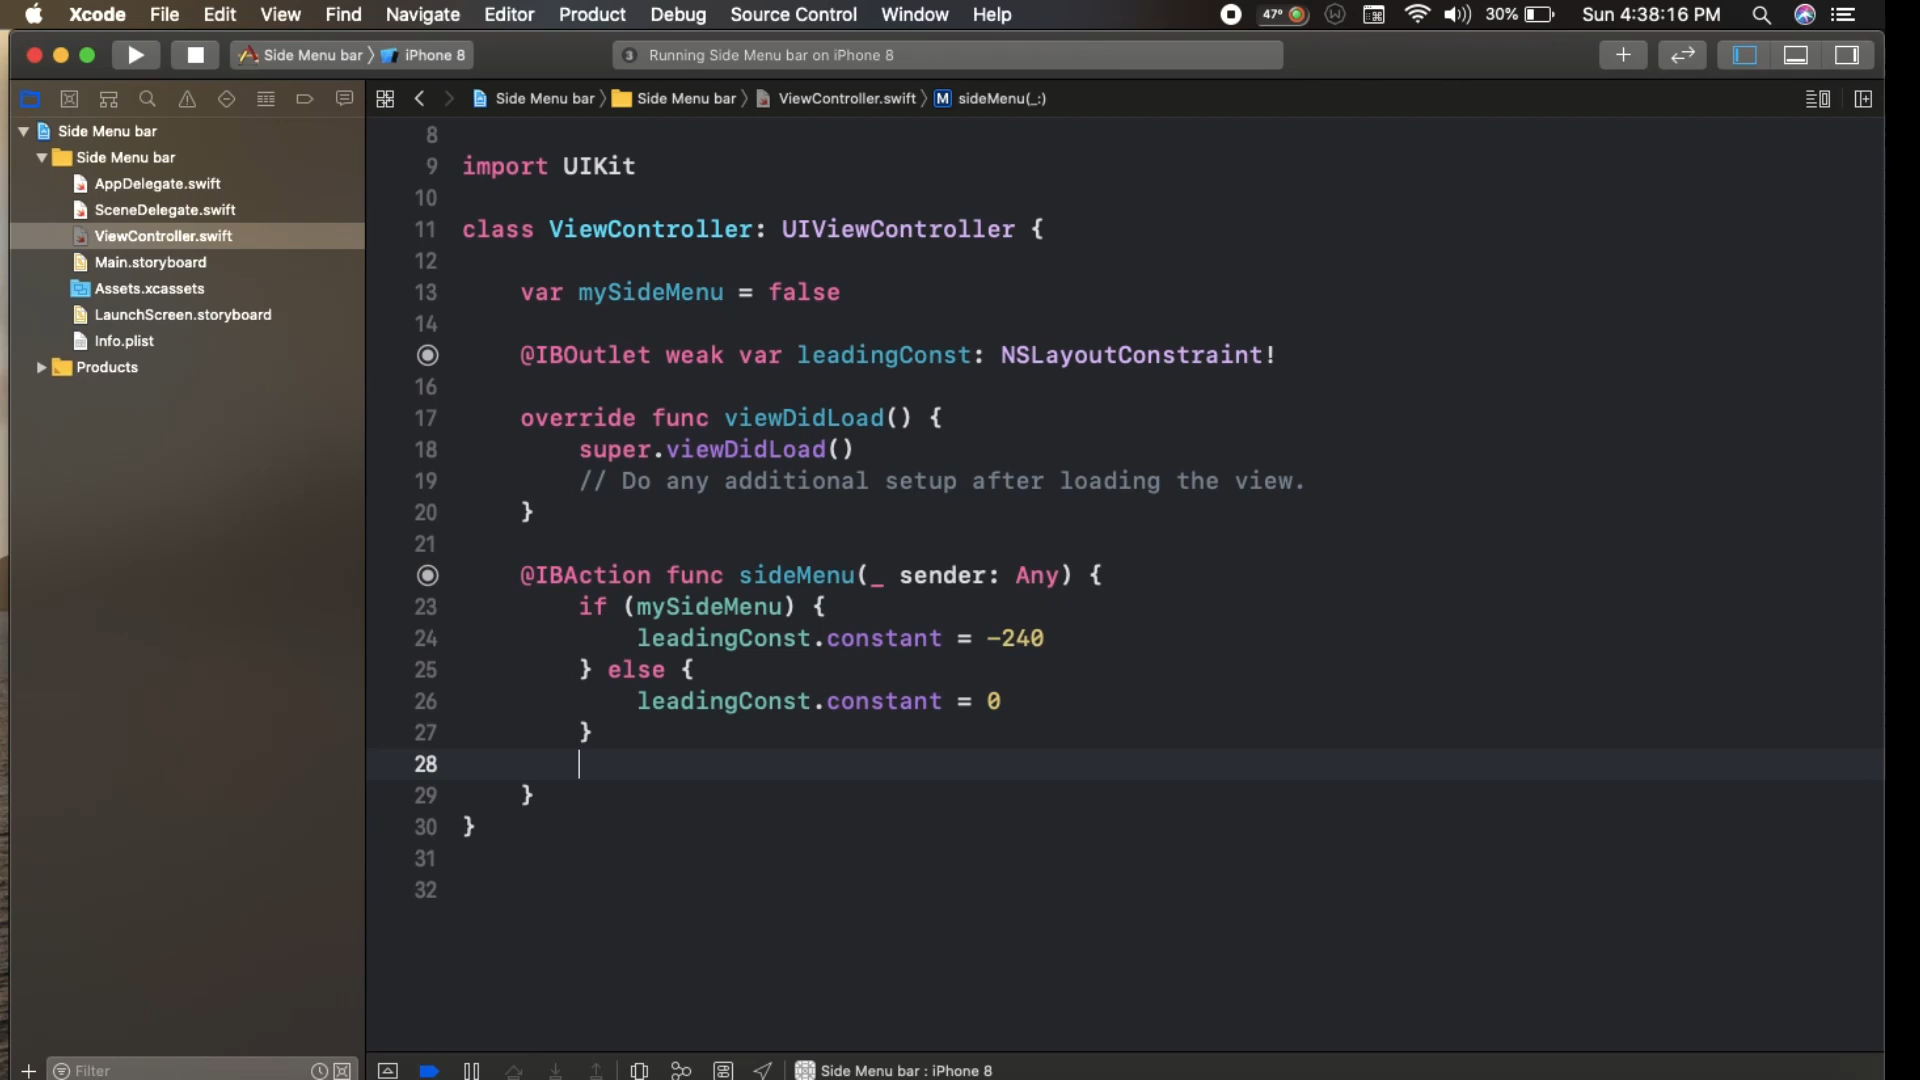 Xcode File Edit View Find Navigate Editor Product Debug Source Control Window Help 47° 30% Sun 4:38:16 PM
Side Menu bar iPhone 8 3 Running Side Menu bar on iPhone 8
Side Menu bar Side Menu bar ViewController.swift M sideMenu(_:)
Side Menu bar
Side Menu bar
AppDelegate.swift
SceneDelegate.swift
ViewController.swift
Main.storyboard
Assets.xcassets
LaunchScreen.storyboard
Info.plist
Products
8
9 import UIKit
10
11 class ViewController: UIViewController {
12
13 var mySideMenu = false
14
@IBOutlet weak var leadingConst: NSLayoutConstraint!
16
17 override func viewDidLoad() {
18 super.viewDidLoad()
19 // Do any additional setup after loading the view.
20 }
21
@IBAction func sideMenu(_ sender: Any) {
23 if (mySideMenu) {
24 leadingConst.constant = -240
25 } else {
26 leadingConst.constant = 0
27 }
28
29 }
30 }
31
32
Filter Side Menu bar : iPhone 8